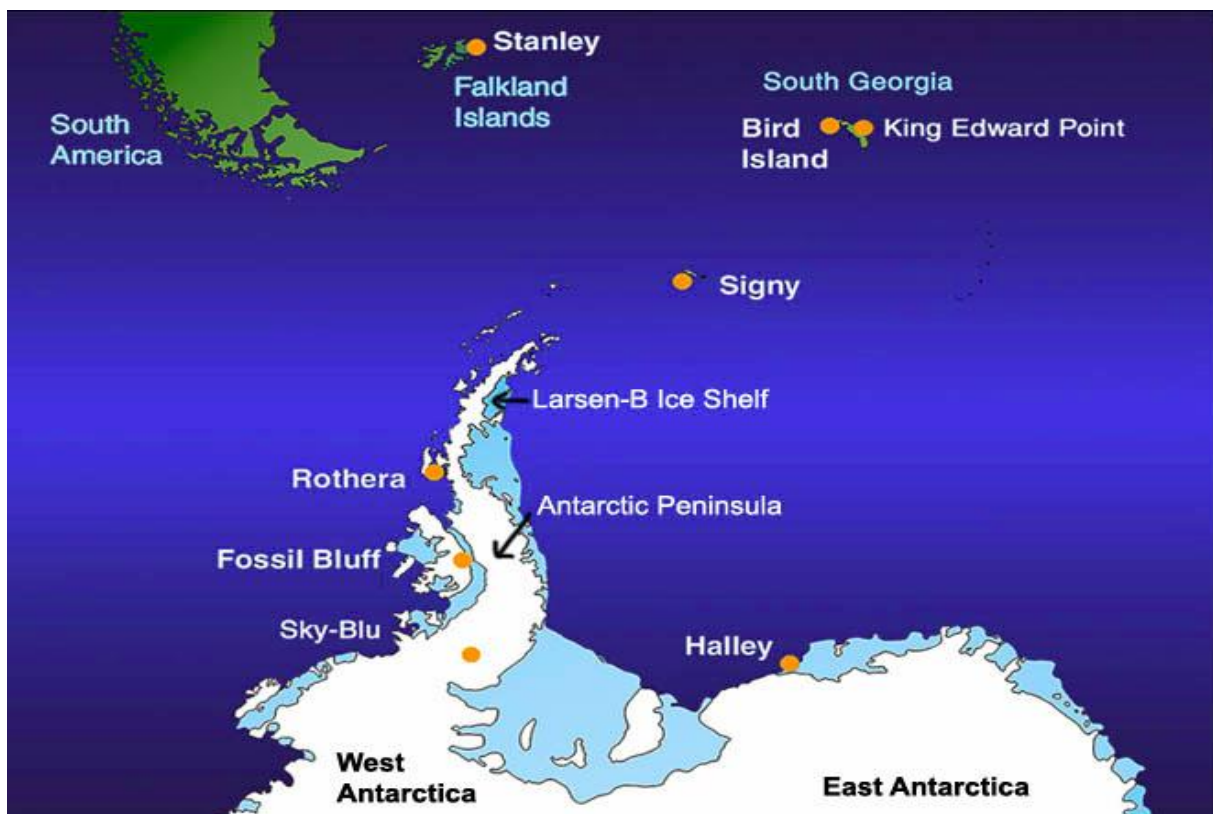 Stanley
Falkland
Islands
South Georgia
South
America
Bird
Island
King Edward Point
Signy
Larsen-B Ice Shelf
Rothera
Antarctic Peninsula
Fossil Bluff
Sky-Blu
Halley
West
Antarctica
East Antarctica